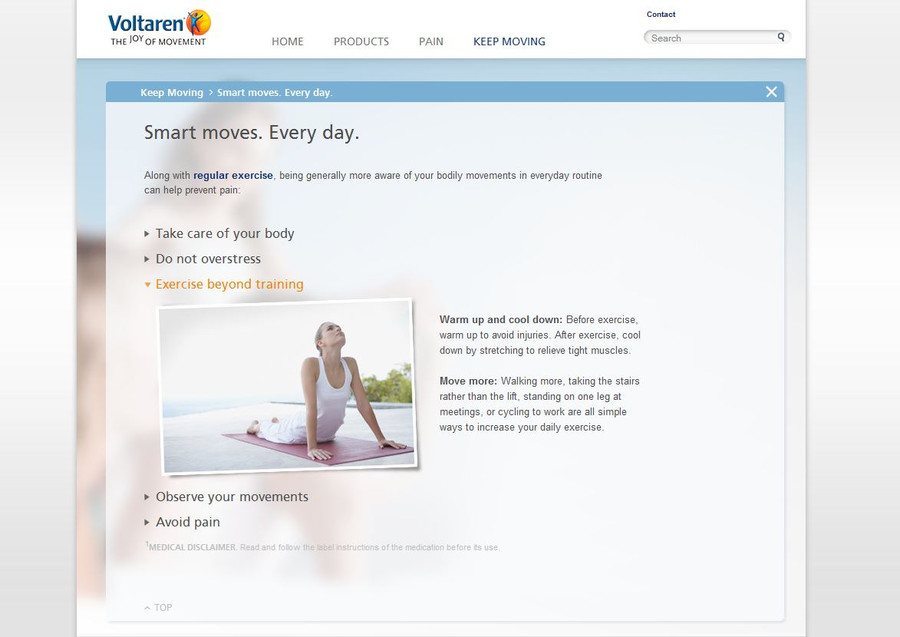 Voltaren
THE JOY OF MOVEMENT
HOME
PRODUCTS
PAIN
KEEP MOVING
Contact
Search
Keep Moving > Smart moves. Every day.
Smart moves. Every day.
Along with regular exercise, being generally more aware of your bodily movements in everyday routine
can help prevent pain:
Take care of your body
Do not overstress
Exercise beyond training
Warm up and cool down: Before exercise,
warm up to avoid injuries. After exercise, cool
down by stretching to relieve tight muscles.
Move more: Walking more, taking the stairs
rather than the lift, standing on one leg at
meetings, or cycling to work are all simple
ways to increase your daily exercise.
Observe your movements
Avoid pain
†MEDICAL DISCLAIMER. Read and follow the label instructions of the medication before its use.
TOP